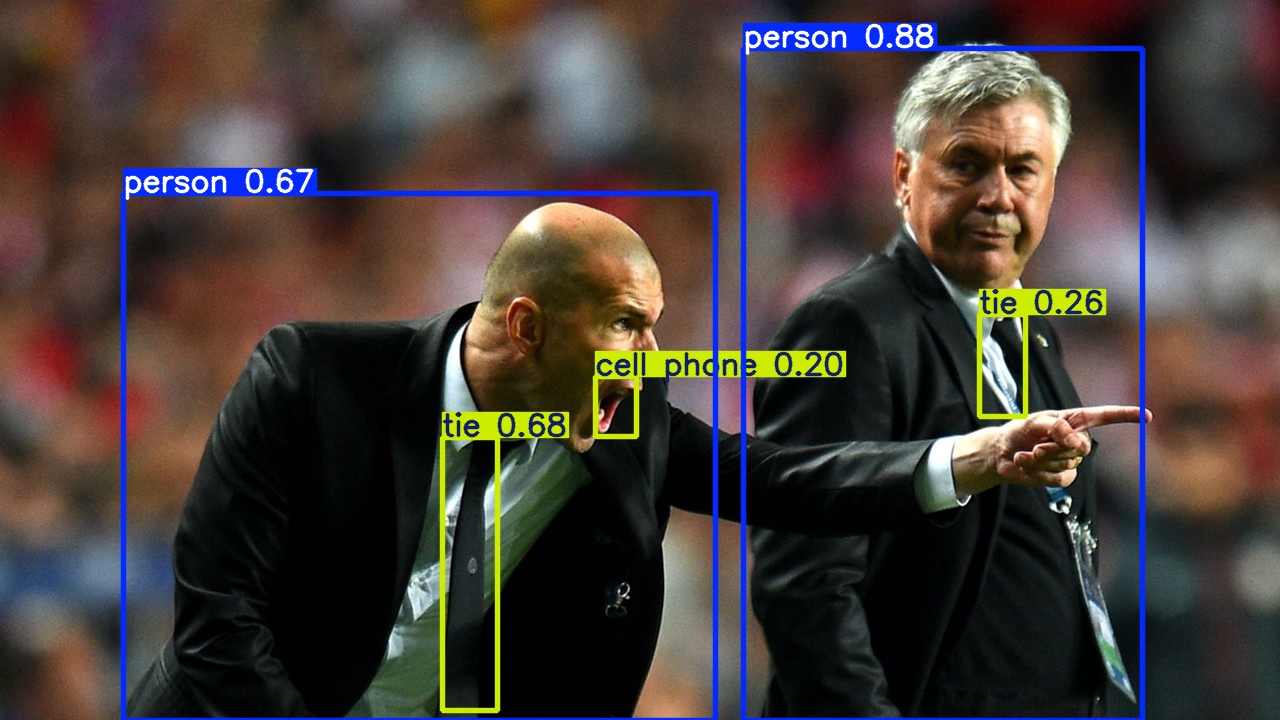 person 0.88
person 0.67
tie 0.26
cell phone 0.20
tie 0.68